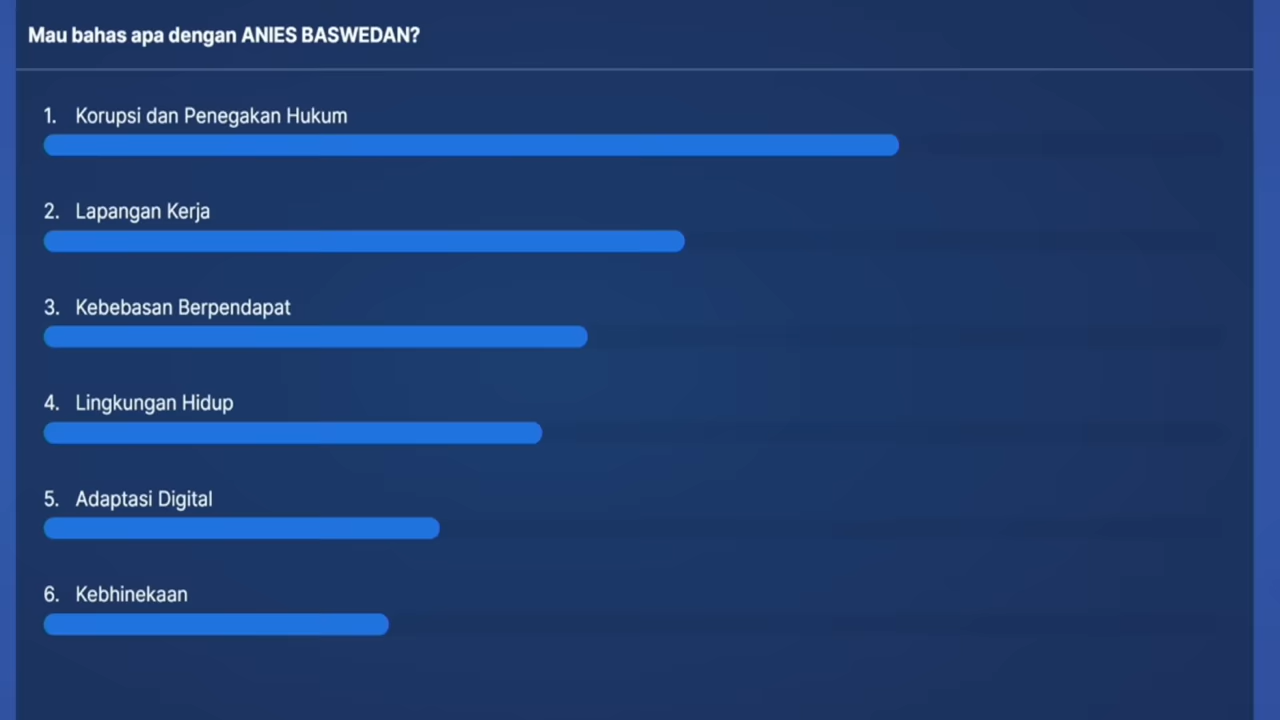 Mau bahas apa dengan ANIES BASWEDAN?
1. Korupsi dan Penegakan Hukum
2. Lapangan Kerja
3. Kebebasan Berpendapat
4. Lingkungan Hidup
5. Adaptasi Digital
6. Kebhinekaan